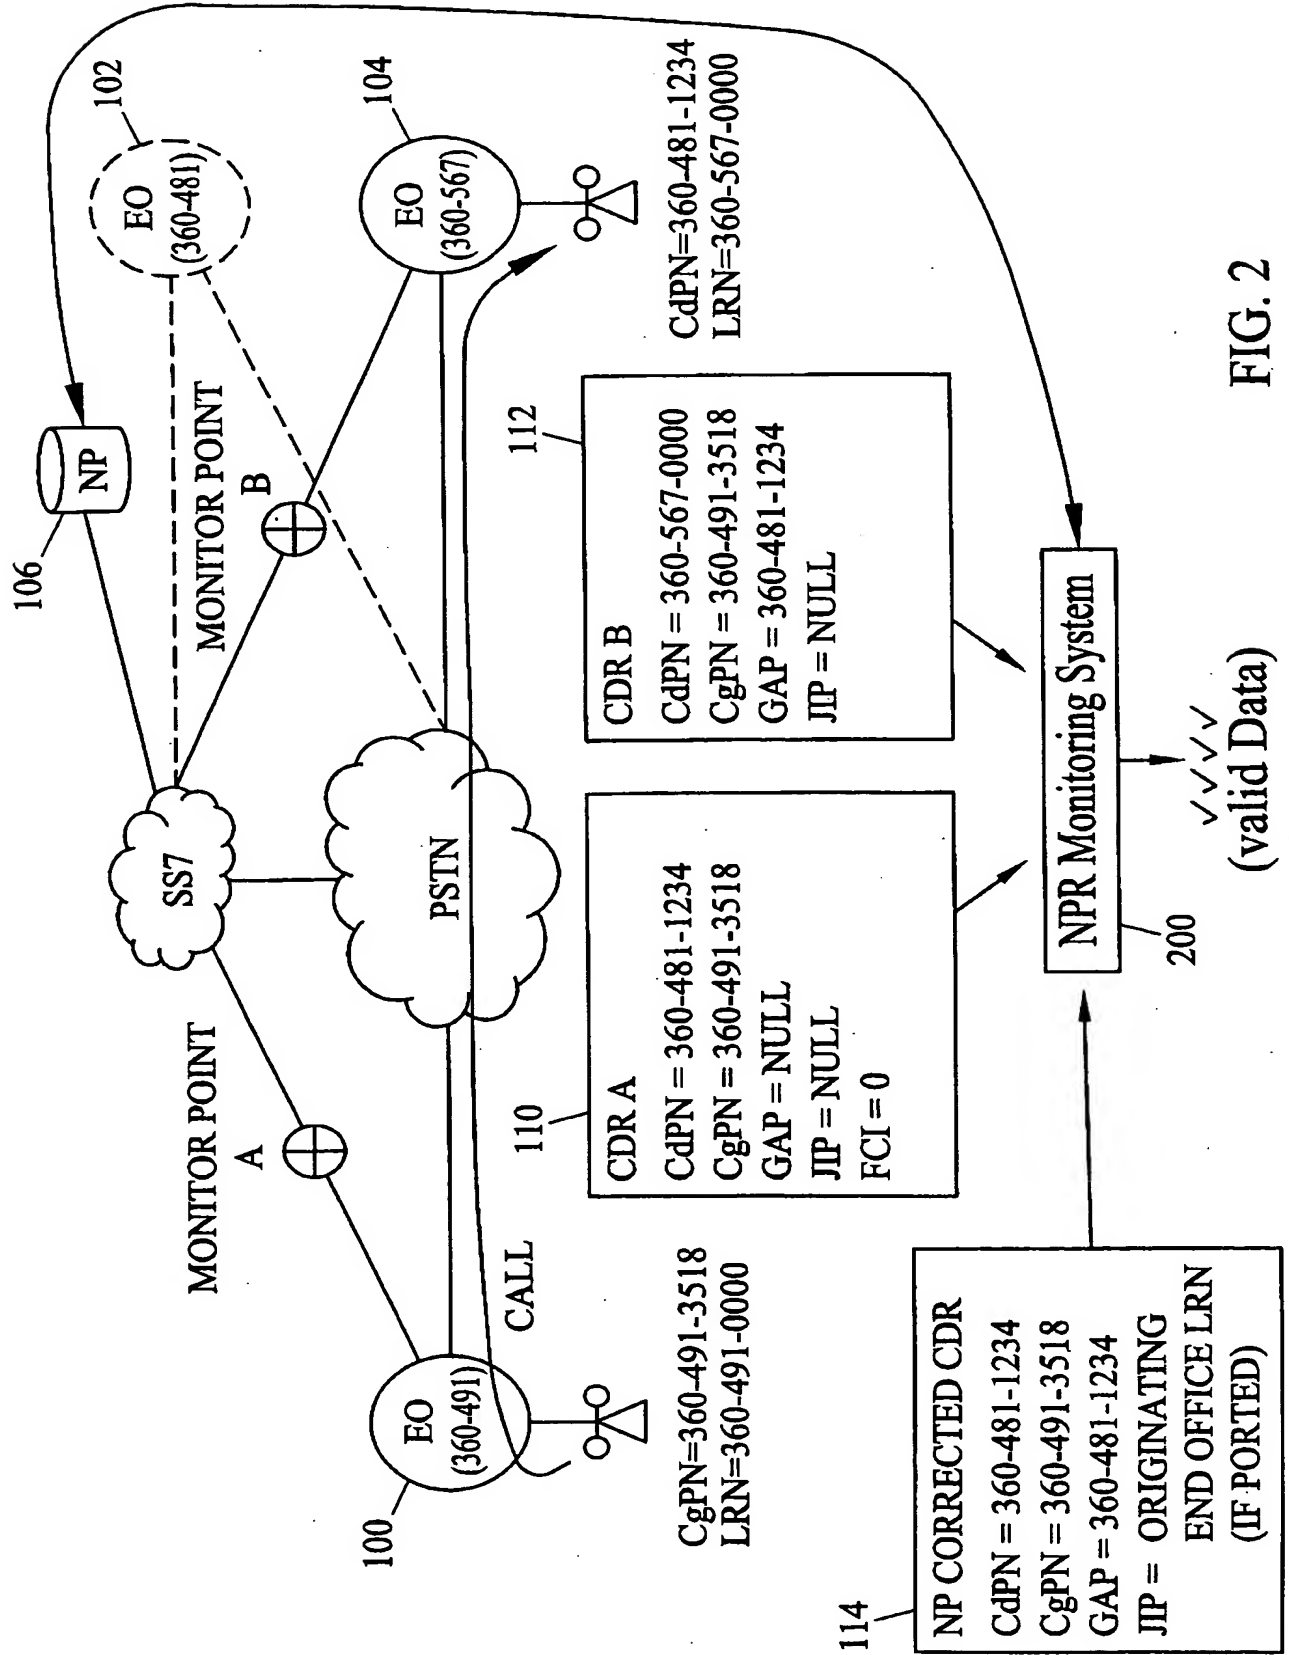 102
EO
(360-481)
104
EO
(360-567)
CdPN=360-481-1234
LRN=360-567-0000
106
NP
MONITOR POINT
B
SS7
PSTN
MONITOR POINT
A
100
EO
(360-491)
CALL
CgPN=360-491-3518
LRN=360-491-0000
110
CDR A
CdPN = 360-481-1234
CgPN = 360-491-3518
GAP = NULL
JIP = NULL
FCI = 0
112
CDR B
CdPN = 360-567-0000
CgPN = 360-491-3518
GAP = 360-481-1234
JIP = NULL
114
NP CORRECTED CDR
CdPN = 360-481-1234
CgPN = 360-491-3518
GAP = 360-481-1234
JIP = ORIGINATING
END OFFICE LRN
(IF PORTED)
NPR Monitoring System
200
(valid Data)
FIG. 2